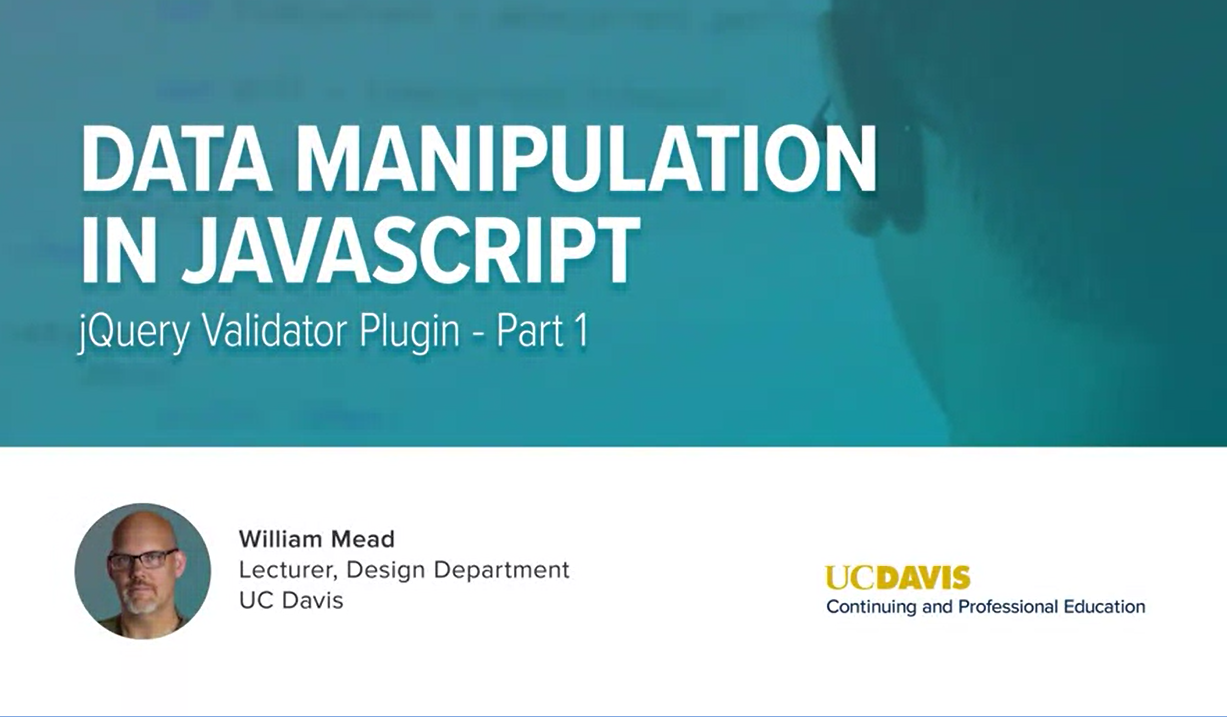 DATA MANIPULATION
IN JAVASCRIPT
jQuery Validator Plugin - Part 1
William Mead
Lecturer, Design Department
UC Davis
UCDAVIS
Continuing and Professional Education